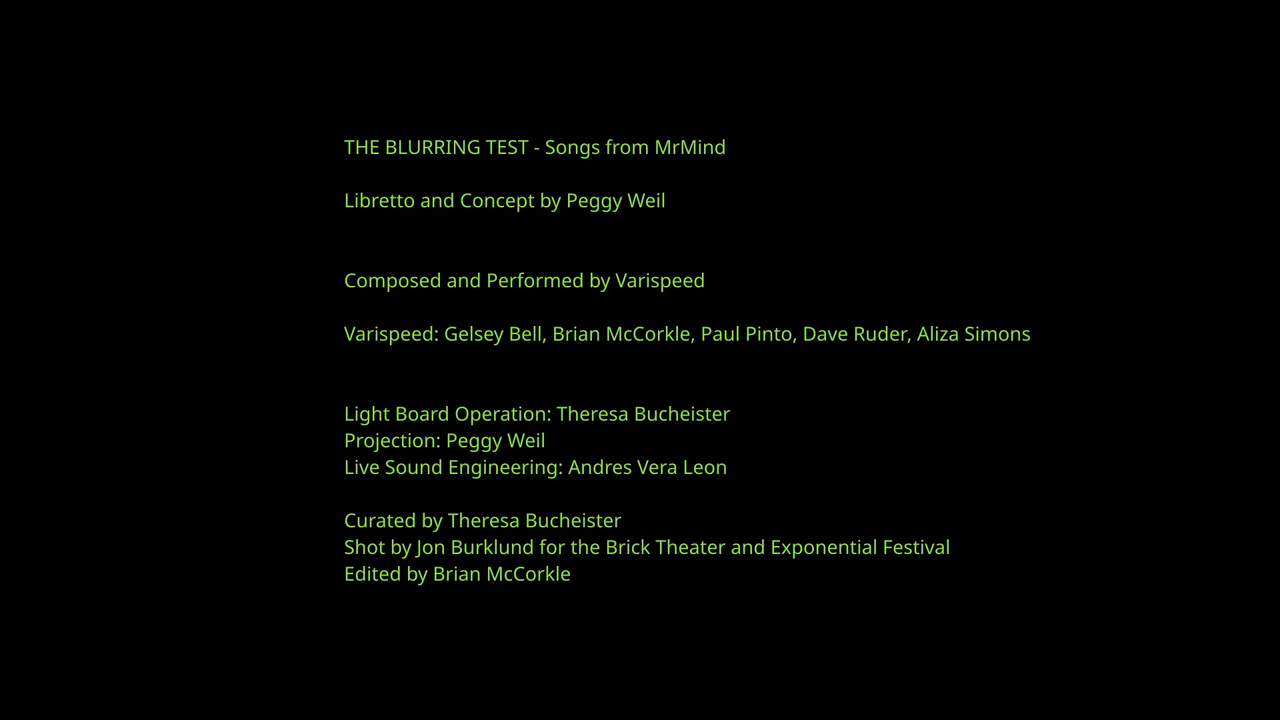 THE BLURRING TEST - Songs from MrMind
Libretto and Concept by Peggy Weil
Composed and Performed by Varispeed
Varispeed: Gelsey Bell, Brian McCorkle, Paul Pinto, Dave Ruder, Aliza Simons
Light Board Operation: Theresa Bucheister
Projection: Peggy Weil
Live Sound Engineering: Andres Vera Leon
Curated by Theresa Bucheister
Shot by Jon Burklund for the Brick Theater and Exponential Festival
Edited by Brian McCorkle